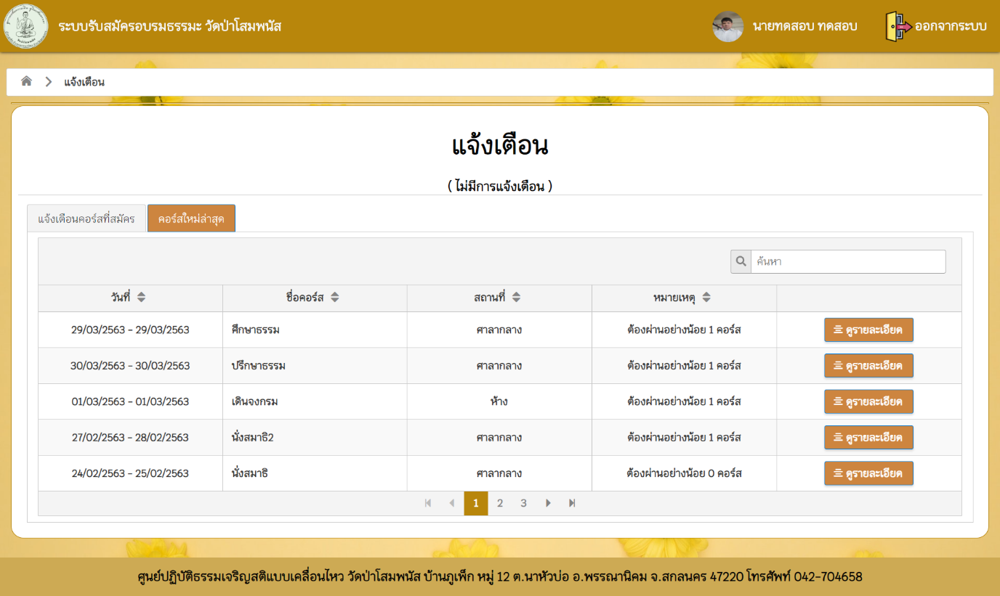 ระบบรับสมัครอบรมธรรมะ วัดป่าโสมพนัส
นายทดสอบ ทดสอบ
ออกจากระบบ
แจ้งเตือน
แจ้งเตือน
( ไม่มีการแจ้งเตือน )
แจ้งเตือนคอร์สที่สมัคร
คอร์สใหม่ล่าสุด
ค้นหา
วันที่ ชื่อคอร์ส สถานที่ หมายเหตุ
29/03/2563 - 29/03/2563 ศึกษาธรรม ศาลากลาง ต้องผ่านอย่างน้อย 1 คอร์ส ดูรายละเอียด
30/03/2563 - 30/03/2563 ปรึกษาธรรม ศาลากลาง ต้องผ่านอย่างน้อย 1 คอร์ส ดูรายละเอียด
01/03/2563 - 01/03/2563 เดินจงกรม ห้าง ต้องผ่านอย่างน้อย 1 คอร์ส ดูรายละเอียด
27/02/2563 - 28/02/2563 นั่งสมาธิ2 ศาลากลาง ต้องผ่านอย่างน้อย 1 คอร์ส ดูรายละเอียด
24/02/2563 - 25/02/2563 นั่งสมาธิ ศาลากลาง ต้องผ่านอย่างน้อย 0 คอร์ส ดูรายละเอียด
1 2 3
ศูนย์ปฏิบัติธรรมเจริญสติแบบเคลื่อนไหว วัดป่าโสมพนัส บ้านภูเพ็ก หมู่ 12 ต.นาหัวบ่อ อ.พรรณานิคม จ.สกลนคร 47220 โทรศัพท์ 042-704658